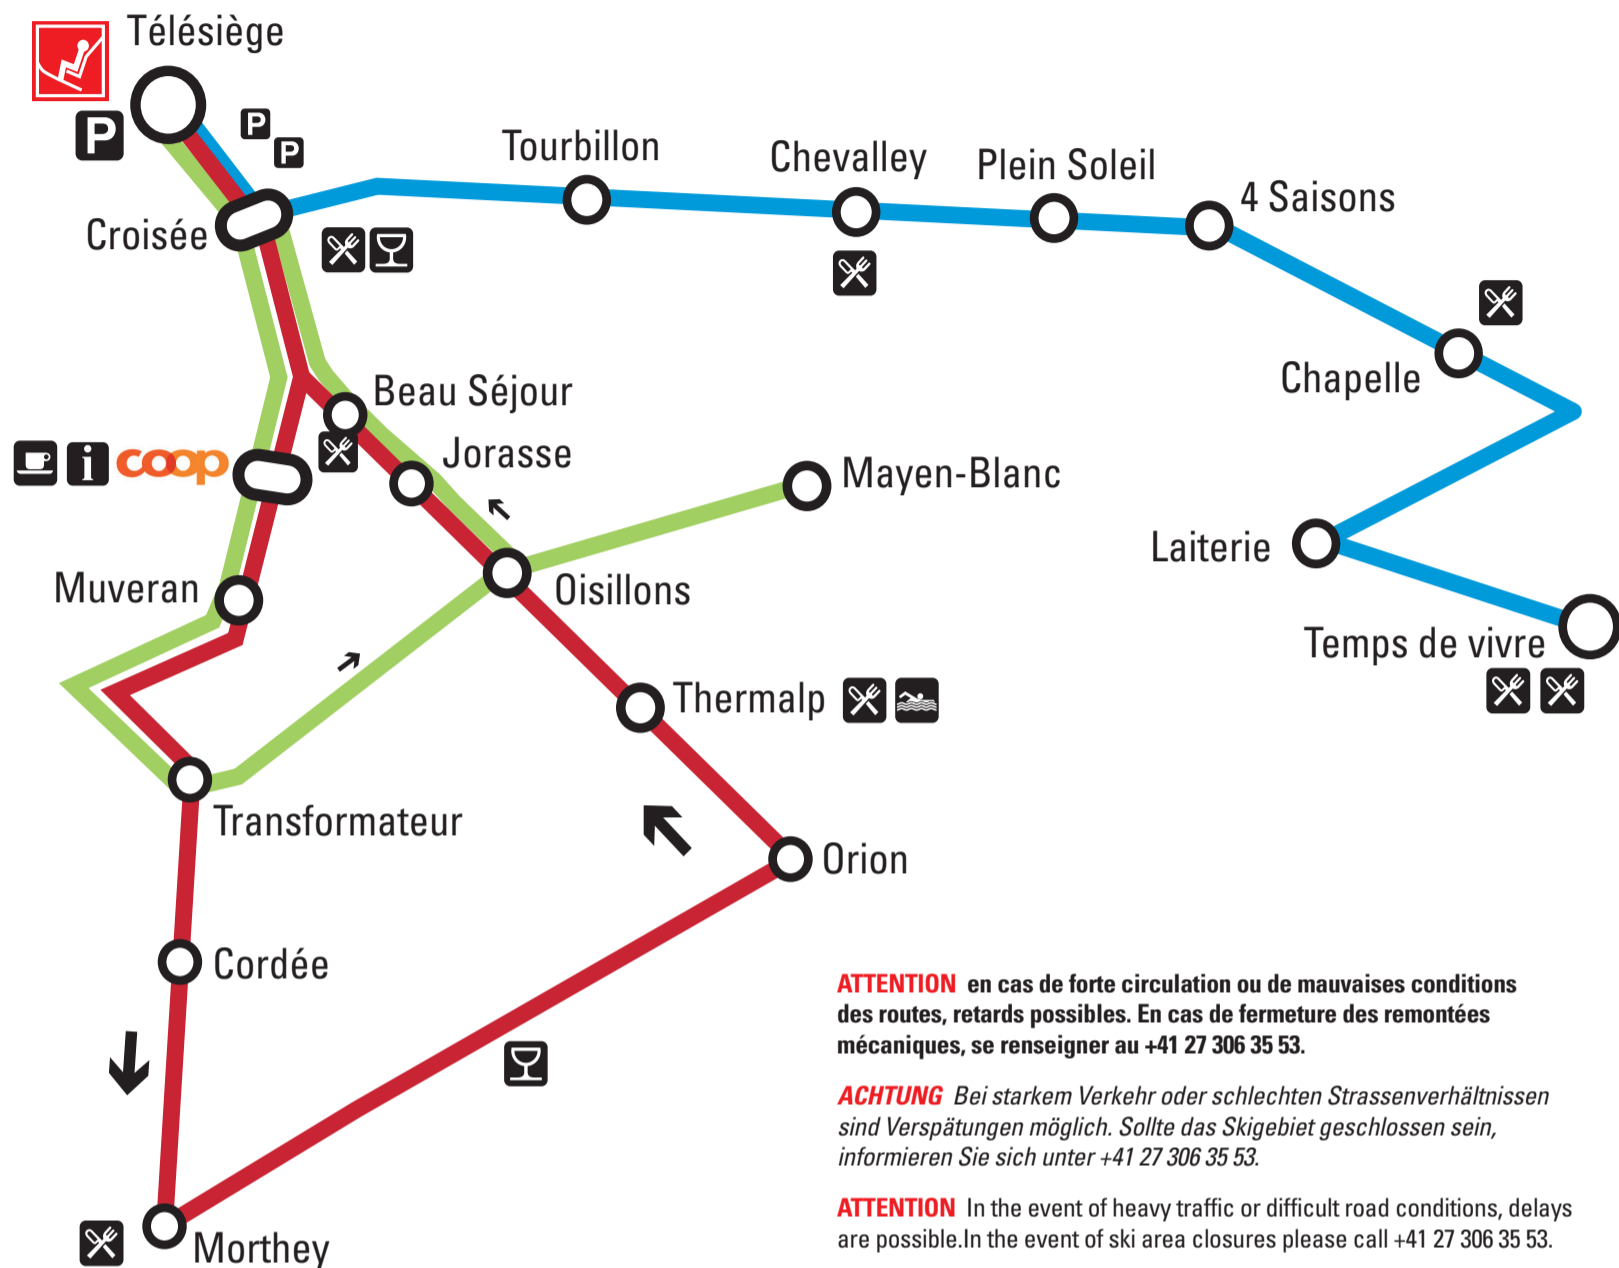 Télésiège
P
P
P
Tourbillon
Chevalley
Plein Soleil
4 Saisons
Croisée
Chapelle
Beau Séjour
Jorasse
i coop
Mayen-Blanc
Laiterie
Muveran
Oisillons
Temps de vivre
Thermalp
Transformateur
Orion
Cordée
Morthey
ATTENTION en cas de forte circulation ou de mauvaises conditions
des routes, retards possibles. En cas de fermeture des remontées
mécaniques, se renseigner au +41 27 306 35 53.
ACHTUNG Bei starkem Verkehr oder schlechten Strassenverhältnissen
sind Verspätungen möglich. Sollte das Skigebiet geschlossen sein,
informieren Sie sich unter +41 27 306 35 53.
ATTENTION In the event of heavy traffic or difficult road conditions, delays
are possible.In the event of ski area closures please call +41 27 306 35 53.